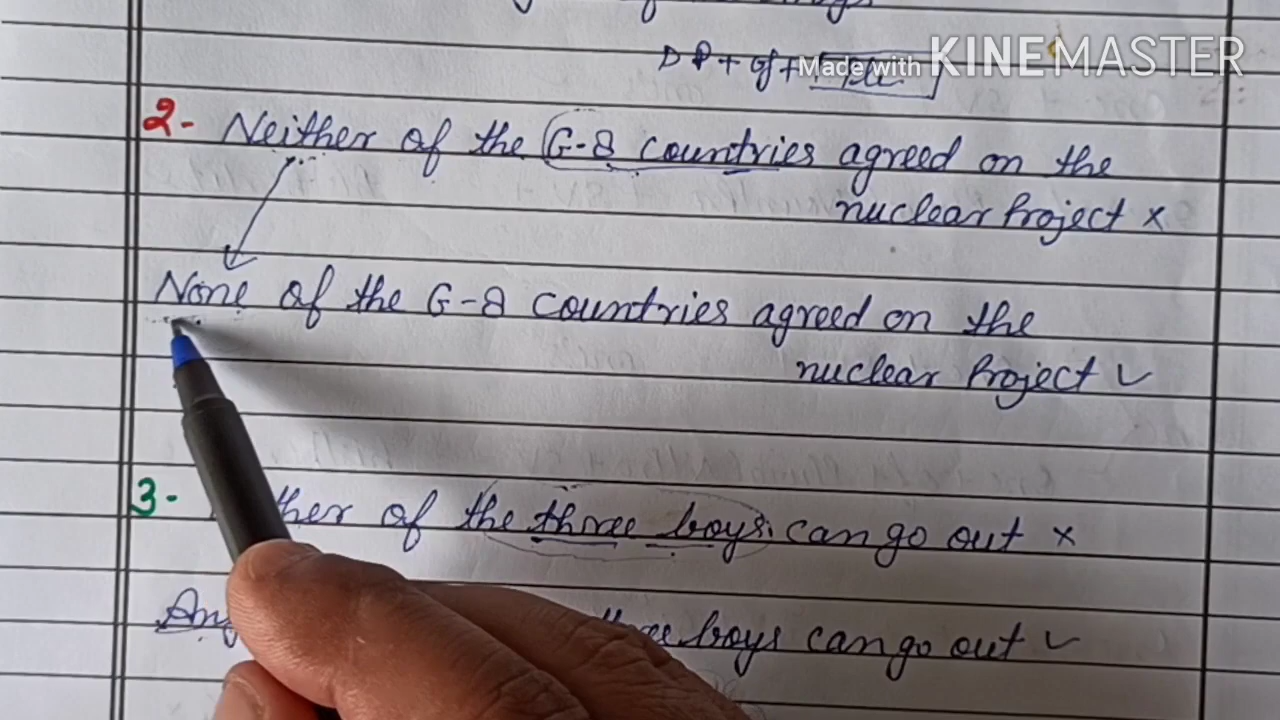 Made with KINEMASTER
2- Neither of the G-8 countries agreed on the
nuclear Project ×
None of the G-8 countries agreed on the
nuclear Project ✓
3- of the three boys can go out ×
boys can go out ✓